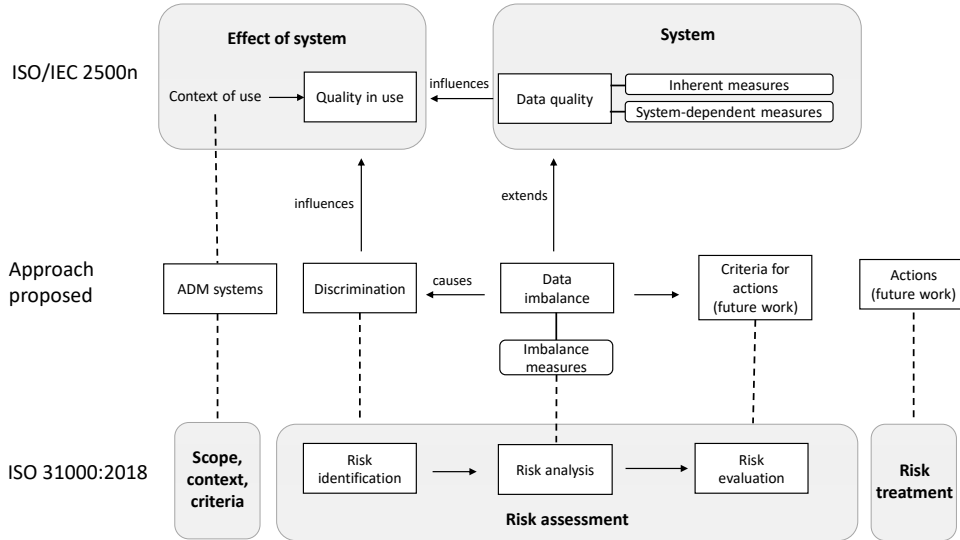 Effect of system
System
ISO/IEC 2500n
Context of use
Quality in use
influences
Data quality
Inherent measures
System-dependent measures
influences
extends
Approach
proposed
ADM systems
Discrimination
causes
Data
imbalance
Criteria for
actions
(future work)
Actions
(future work)
Imbalance
measures
ISO 31000:2018
Scope,
context,
criteria
Risk
identification
Risk analysis
Risk
evaluation
Risk assessment
Risk
treatment